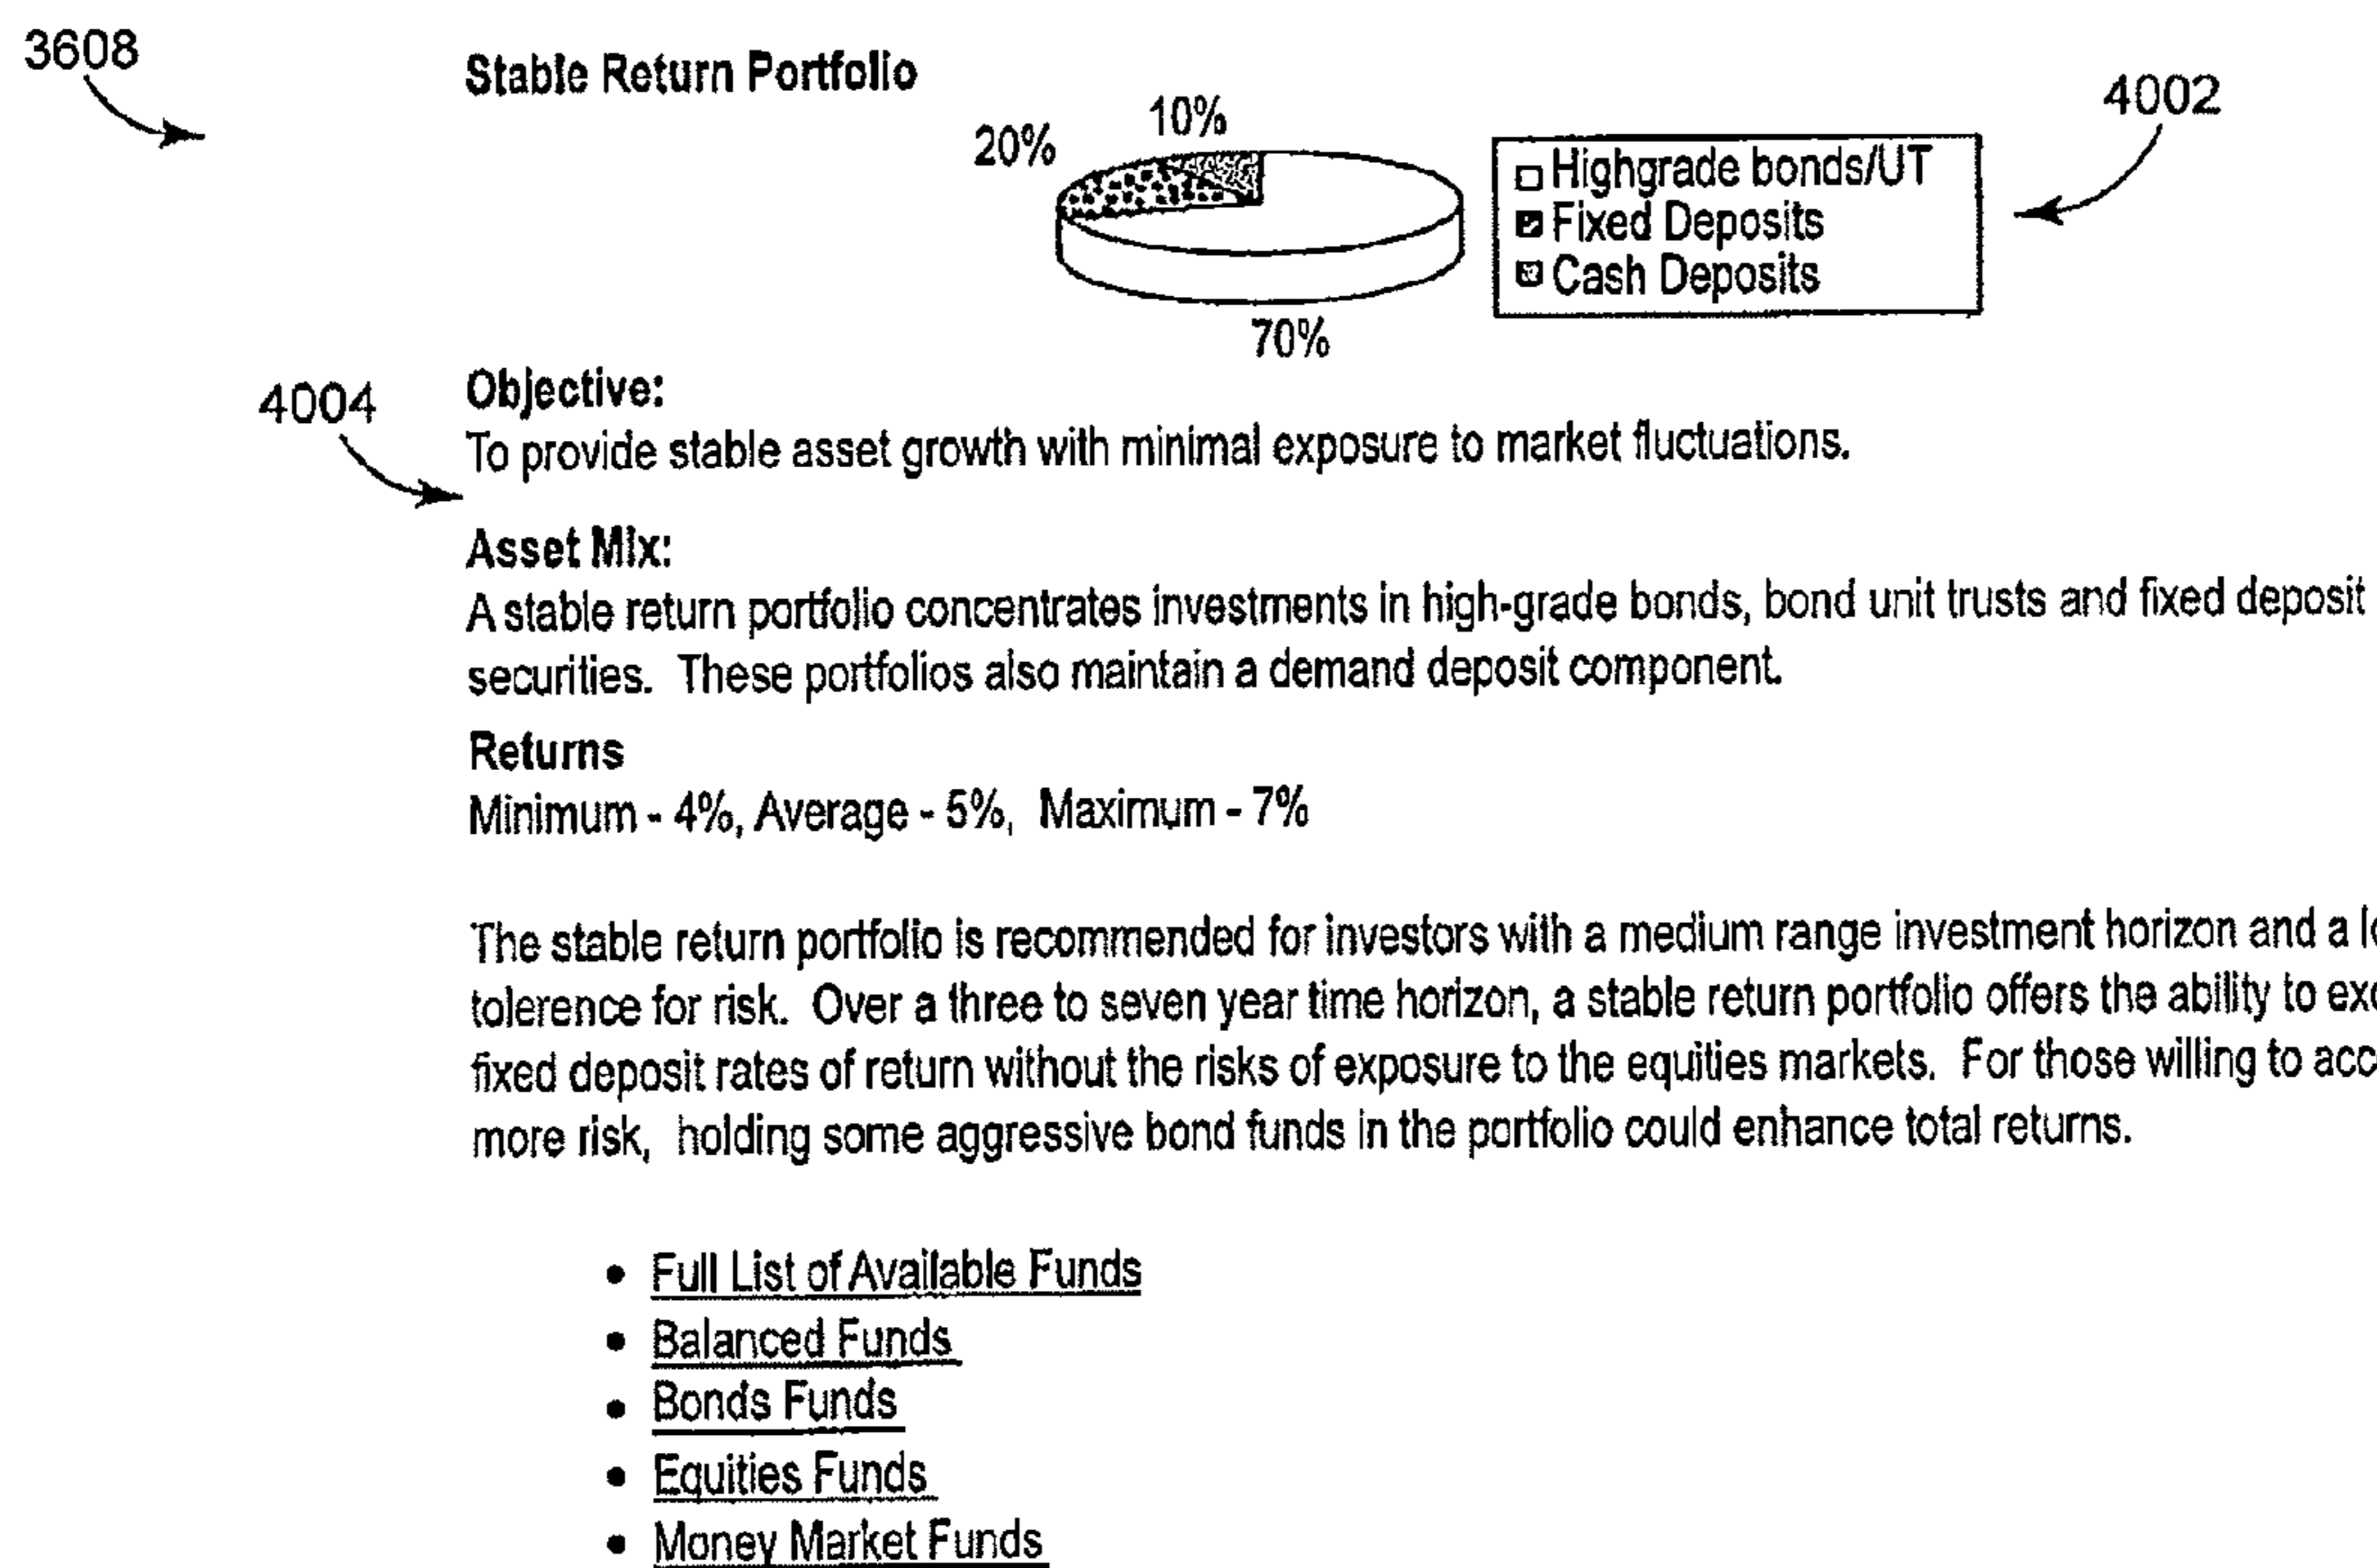 3608
Stable Return Portfolio
4002
10%
20%
Highgrade bonds/UT
Fixed Deposits
Cash Deposits
70%
4004
Objective:
To provide stable asset growth with minimal exposure to market fluctuations.
Asset Mix:
A stable return portfolio concentrates investments in high-grade bonds, bond unit trusts and fixed deposit
securities. These portfolios also maintain a demand deposit component.
Returns
Minimum - 4%, Average - 5%, Maximum - 7%
The stable return portfolio is recommended for investors with a medium range investment horizon and a
tolerence for risk. Over a three to seven year time horizon, a stable return portfolio offers the ability to
fixed deposit rates of return without the risks of exposure to the equities markets. For those willing to
more risk, holding some aggressive bond funds in the portfolio could enhance total returns.
• Full List of Available Funds
• Balanced Funds
• Bonds Funds
• Equities Funds
• Money Market Funds